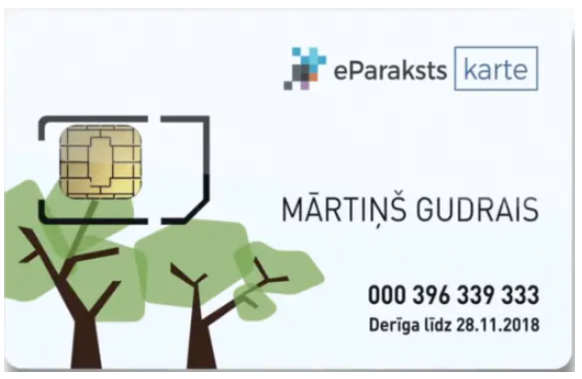 eParaksts karte
MĀRTIŅŠ GUDRAIS
000 396 339 333
Derīga līdz 28.11.2018